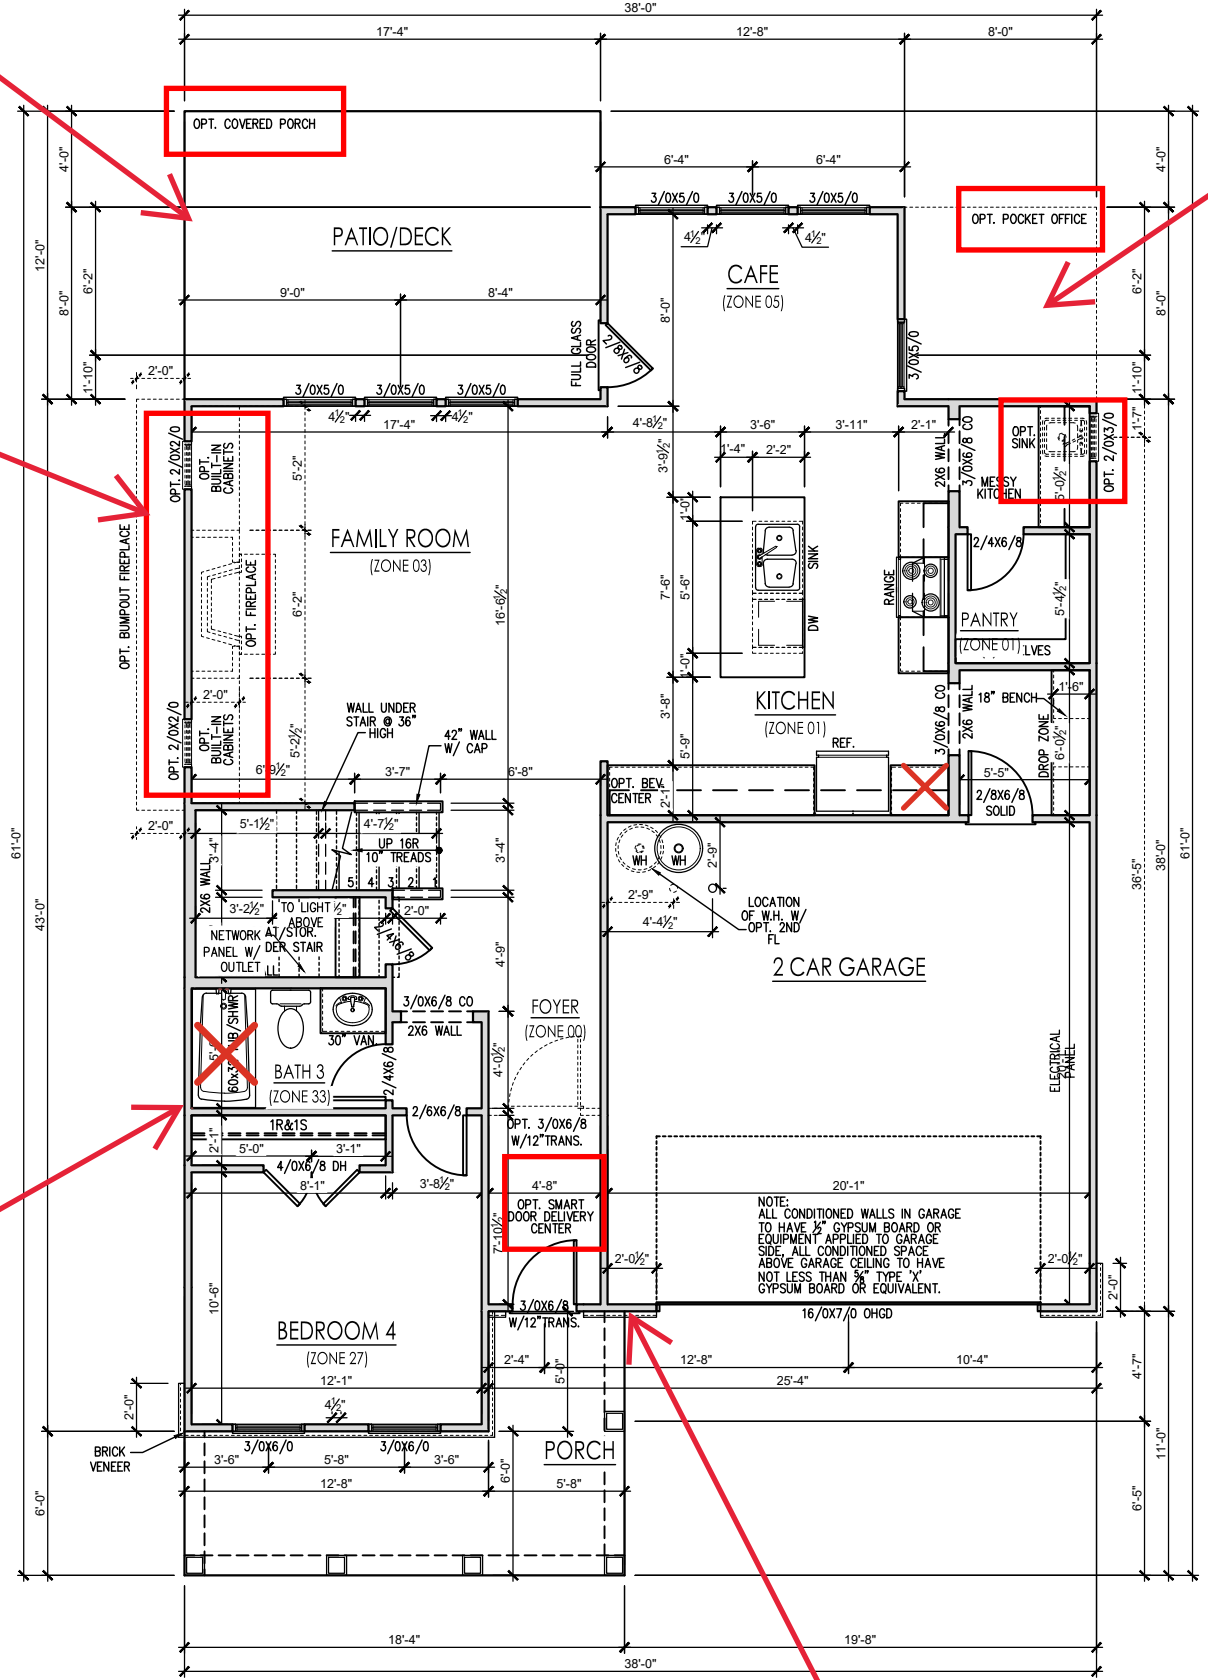 38'-0"
17'-4"
12'-8"
8'-0"
OPT. COVERED PORCH
4'-0"
4'-0"
6'-4"
6'-4"
3/0X5/0
3/0X5/0
3/0X5/0
OPT. POCKET OFFICE
4½"
4½"
PATIO/DECK
CAFE
(ZONE 05)
12'-0"
8'-0"
6'-2"
9'-0"
8'-4"
8'-0"
6'-2"
8'-0"
FULL GLASS
DOOR
2/8X6/8
3/0X5/0
1'-10"
1'-10"
2'-0"
3/0X5/0
3/0X5/0
3/0X5/0
4½"
4½"
17'-4"
4'-8½"
3'-6"
3'-11"
2'-1"
1'-7"
OPT. 2/0X2/0
OPT.
BUILT-IN
CABINETS
5'-2"
3'-9½"
1'-4"
2'-2"
2X6 WALL
3/0X6/8 CO
OPT.
SINK
OPT. 2/0X3/0
MESSY
KITCHEN
5'-0½"
1'-0"
OPT. BUMPOUT FIREPLACE
FAMILY ROOM
(ZONE 03)
OPT. FIREPLACE
6'-2"
16'-6½"
7'-6"
5'-6"
SINK
DW
RANGE
2/4X6/8
5'-4½"
PANTRY
(ZONE 01)
LVES
1'-0"
2'-0"
OPT. 2/0X2/0
OPT.
BUILT-IN
CABINETS
5'-2½"
WALL UNDER
STAIR @ 36"
HIGH
42" WALL
W/ CAP
KITCHEN
(ZONE 01)
3'-8"
5'-9"
REF.
3/0X6/8 CO
2X6 WALL
18" BENCH
1'-6"
DROP ZONE
6'-0½"
6'-9½"
3'-7"
6'-8"
OPT. BEV.
CENTER
2'-1"
5'-5"
2/8X6/8
SOLID
2'-0"
5'-1½"
4'-7½"
UP 16R
10" TREADS
3'-4"
3'-4"
5
4
3
2
1
WH
WH
2'-9"
61'-0"
43'-0"
36'-5"
38'-0"
61'-0"
2X6 WALL
3'-2½"
TO LIGHT
ABOVE
½"
2'-0"
2'-9"
4'-4½"
LOCATION
OF W.H. W/
OPT. 2ND
FL
NETWORK
PANEL W/
OUTLET
AT/STOR.
DER STAIR
LL
2/4X6/8
4'-9"
2 CAR GARAGE
3/0X6/8 CO
2X6 WALL
FOYER
(ZONE 00)
30" VAN.
BATH 3
(ZONE 33)
2/4X6/8
4'-0½"
ELECTRICAL
PANEL
2/6X6/8
OPT. 3/0X6/8
W/12"TRANS.
1R&1S
2'-1"
5'-0"
3'-1"
4/0X6/8 DH
8'-1"
3'-8½"
4'-8"
20'-1"
OPT. SMART
DOOR DELIVERY
CENTER
7'-10½"
NOTE:
ALL CONDITIONED WALLS IN GARAGE
TO HAVE ½" GYPSUM BOARD OR
EQUIPMENT APPLIED TO GARAGE
SIDE, ALL CONDITIONED SPACE
ABOVE GARAGE CEILING TO HAVE
NOT LESS THAN ⅝" TYPE 'X'
GYPSUM BOARD OR EQUIVALENT.
2'-0½"
2'-0½"
2'-0"
10'-6"
3/0X6/8
W/12"TRANS.
16/0X7/0 OHGD
BEDROOM 4
(ZONE 27)
2'-4"
5'-0"
12'-8"
10'-4"
4'-7"
12'-1"
25'-4"
2'-0"
4½"
BRICK
VENEER
3/0X6/0
3/0X6/0
3'-6"
5'-8"
3'-6"
PORCH
11'-0"
12'-8"
5'-8"
6'-0"
6'-0"
6'-5"
18'-4"
19'-8"
38'-0"